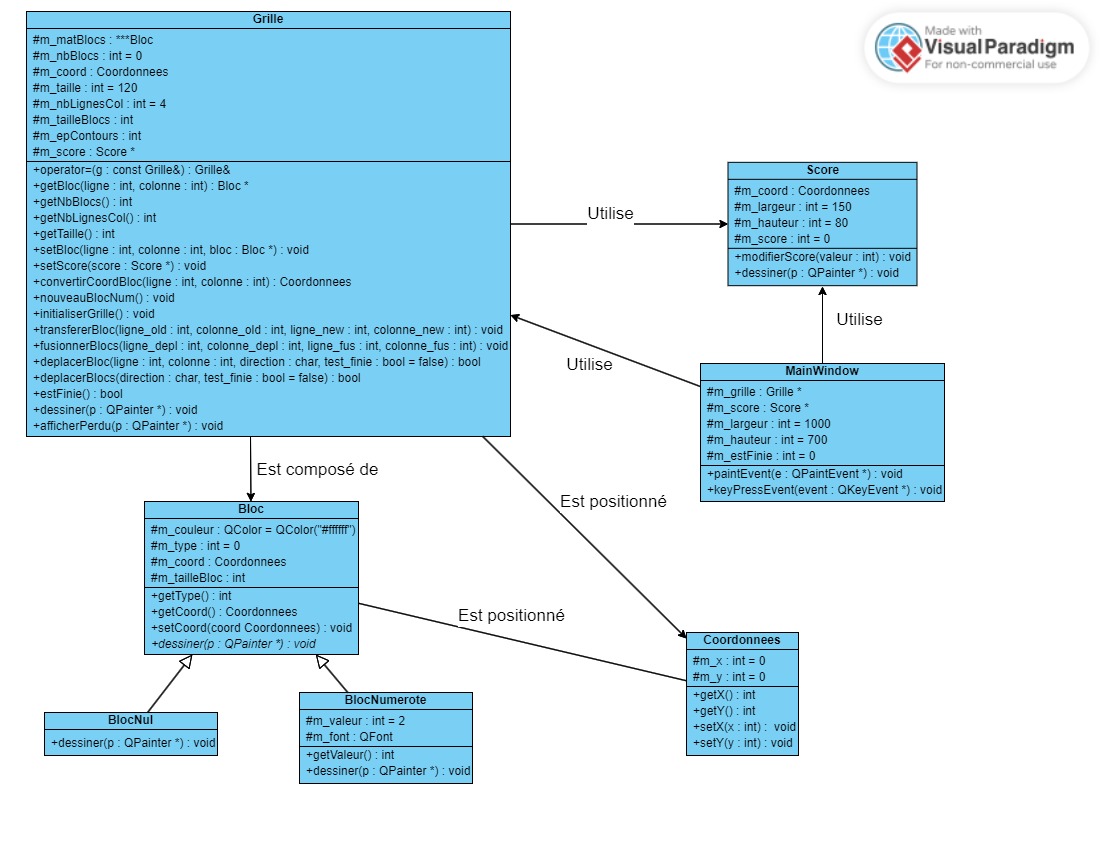 Grille
#m_matBlocs : ***Bloc
#m_nbBlocs : int = 0
#m_coord : Coordonnees
#m_taille : int = 120
#m_nbLignesCol : int = 4
#m_tailleBlocs : int
#m_epContours : int
#m_score : Score *
+operator=(g : const Grille&) : Grille&
+getBloc(ligne : int, colonne : int) : Bloc *
+getNbBlocs() : int
+getNbLignesCol() : int
+getTaille() : int
+setBloc(ligne : int, colonne : int, bloc : Bloc *) : void
+setScore(score : Score *) : void
+convertirCoordBloc(ligne : int, colonne : int) : Coordonnees
+nouveauBlocNum() : void
+initialiserGrille() : void
+transfererBloc(ligne_old : int, colonne_old : int, ligne_new : int, colonne_new : int) : void
+fusionnerBlocs(ligne_depl : int, colonne_depl : int, ligne_fus : int, colonne_fus : int) : void
+deplacerBloc(ligne : int, colonne : int, direction : char, test_finie : bool = false) : bool
+deplacerBlocs(direction : char, test_finie : bool = false) : bool
+estFinie() : bool
+dessiner(p : QPainter *) : void
+afficherPerdu(p : QPainter *) : void
Made with
VisualParadigm
For non-commercial use
Utilise
Score
#m_coord : Coordonnees
#m_largeur : int = 150
#m_hauteur : int = 80
#m_score : int = 0
+modifierScore(valeur : int) : void
+dessiner(p : QPainter *) : void
Utilise
Utilise
MainWindow
#m_grille : Grille *
#m_score : Score *
#m_largeur : int = 1000
#m_hauteur : int = 700
#m_estFinie : int = 0
+paintEvent(e : QPaintEvent *) : void
+keyPressEvent(event : QKeyEvent *) : void
Est composé de
Est positionné
Bloc
#m_couleur : QColor = QColor("#ffffff")
#m_type : int = 0
#m_coord : Coordonnees
#m_tailleBloc : int
+getType() : int
+getCoord() : Coordonnees
+setCoord(coord Coordonnees) : void
+dessiner(p : QPainter *) : void
Est positionné
Coordonnees
#m_x : int = 0
#m_y : int = 0
+getX() : int
+getY() : int
+setX(x : int) : void
+setY(y : int) : void
BlocNul
+dessiner(p : QPainter *) : void
BlocNumerote
#m_valeur : int = 2
#m_font : QFont
+getValeur() : int
+dessiner(p : QPainter *) : void